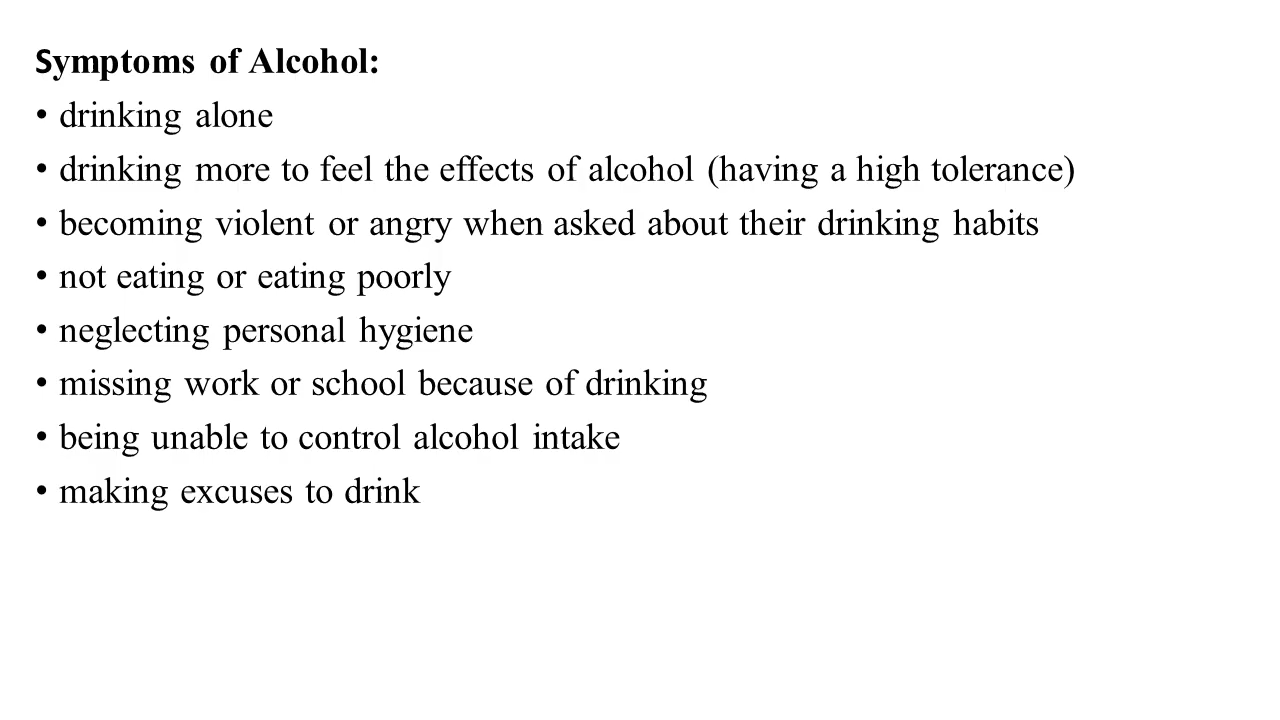 Symptoms of Alcohol:
• drinking alone
• drinking more to feel the effects of alcohol (having a high tolerance)
• becoming violent or angry when asked about their drinking habits
• not eating or eating poorly
• neglecting personal hygiene
• missing work or school because of drinking
• being unable to control alcohol intake
• making excuses to drink